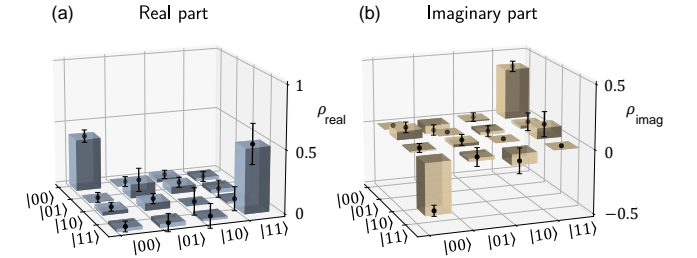 (a) Real part
1
ρreal
0.5
0
|00⟩
|01⟩
|10⟩
|11⟩
|00⟩ |01⟩ |10⟩ |11⟩
(b) Imaginary part
0.5
ρimag
0
−0.5
|00⟩
|01⟩
|10⟩
|11⟩
|00⟩ |01⟩ |10⟩ |11⟩